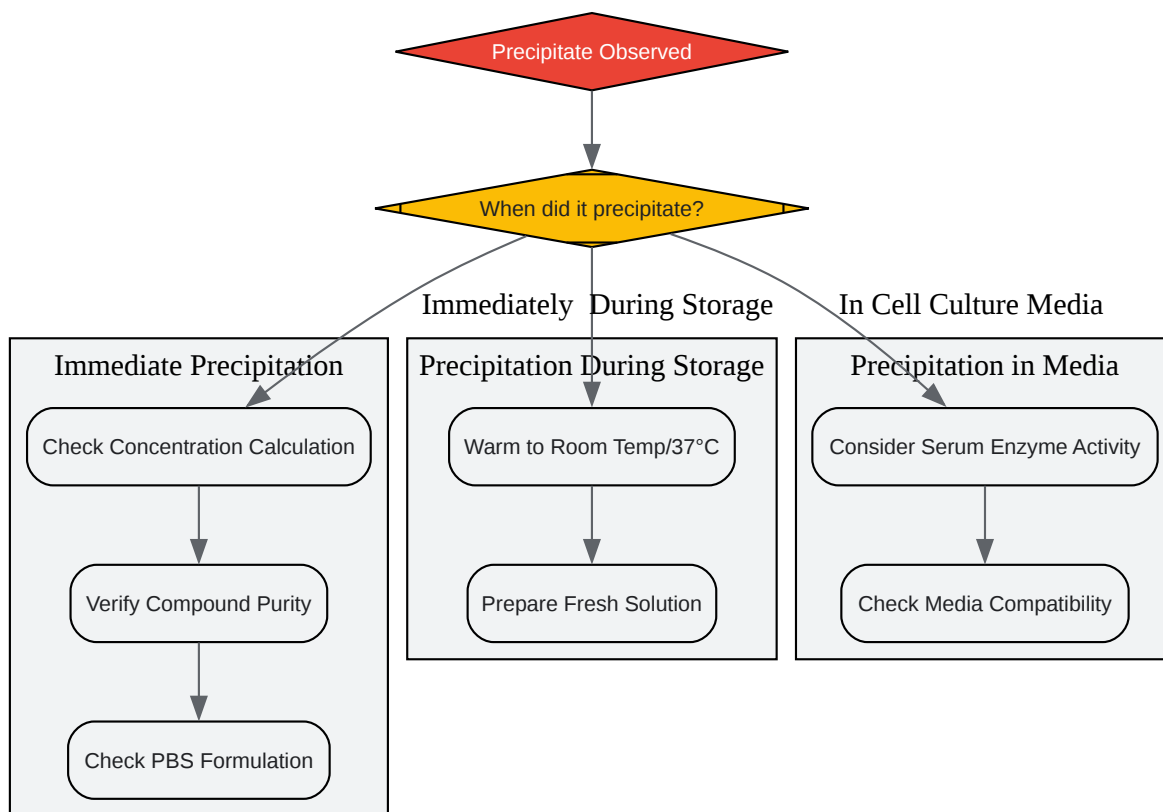 Precipitate Observed
When did it precipitate?
Immediately
During Storage
In Cell Culture Media
Immediate Precipitation
Precipitation During Storage
Precipitation in Media
Check Concentration Calculation
Warm to Room Temp/37°C
Consider Serum Enzyme Activity
Verify Compound Purity
Prepare Fresh Solution
Check Media Compatibility
Check PBS Formulation